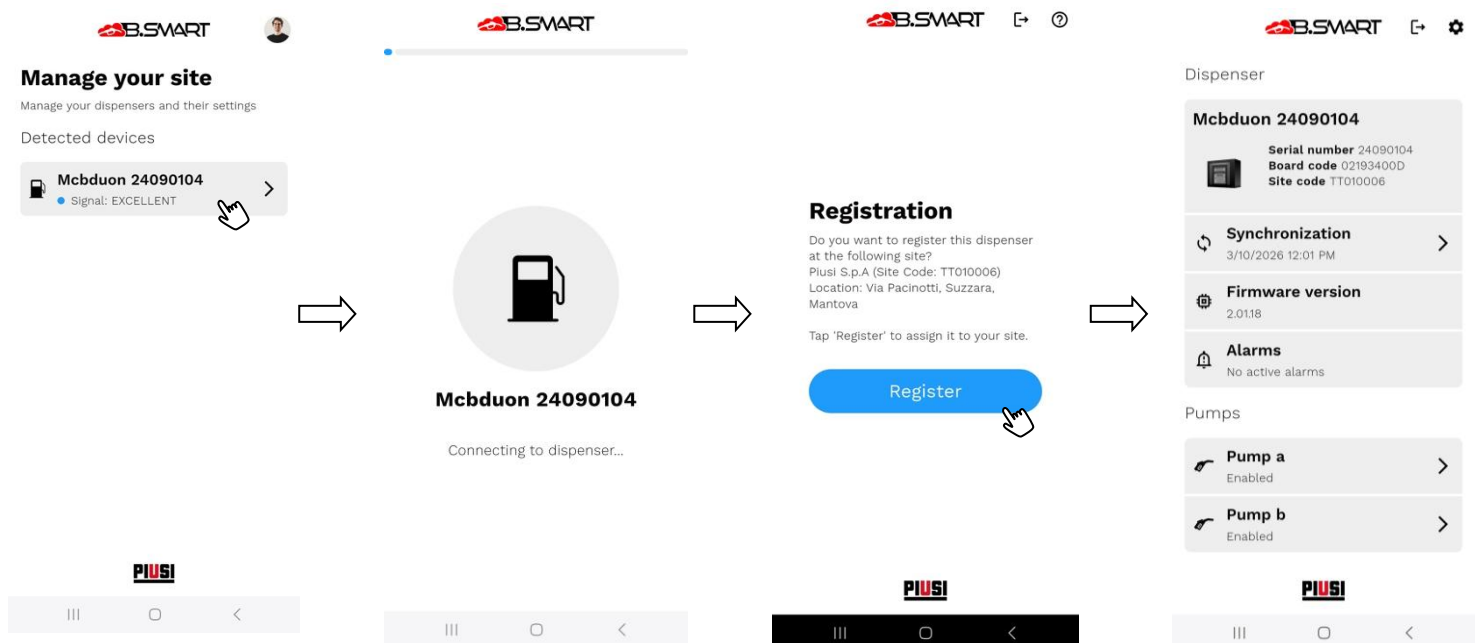 B.SMART
Manage your site
Manage your dispensers and their settings
Detected devices
Mcbduon 24090104
Signal: EXCELLENT
PIUSI
B.SMART
Mcbduon 24090104
Connecting to dispenser...
B.SMART
Registration
Do you want to register this dispenser
at the following site?
Piusi S.p.A (Site Code: TT010006)
Location: Via Pacinotti, Suzzara,
Mantova
Tap 'Register' to assign it to your site.
Register
PIUSI
B.SMART
Dispenser
Mcbduon 24090104
Serial number 24090104
Board code 02193400D
Site code TT010006
Synchronization
3/10/2026 12:01 PM
Firmware version
2.01.18
Alarms
No active alarms
Pumps
Pump a
Enabled
Pump b
Enabled
PIUSI